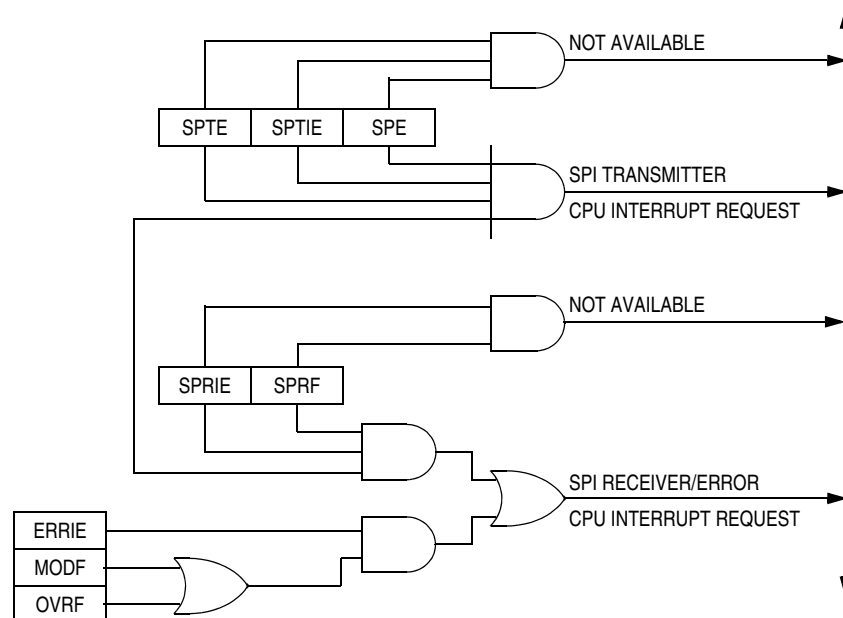 NOT AVAILABLE
SPTE SPTIE SPE
SPI TRANSMITTER
CPU INTERRUPT REQUEST
NOT AVAILABLE
SPRIE SPRF
SPI RECEIVER/ERROR
CPU INTERRUPT REQUEST
ERRIE
MODF
OVRF